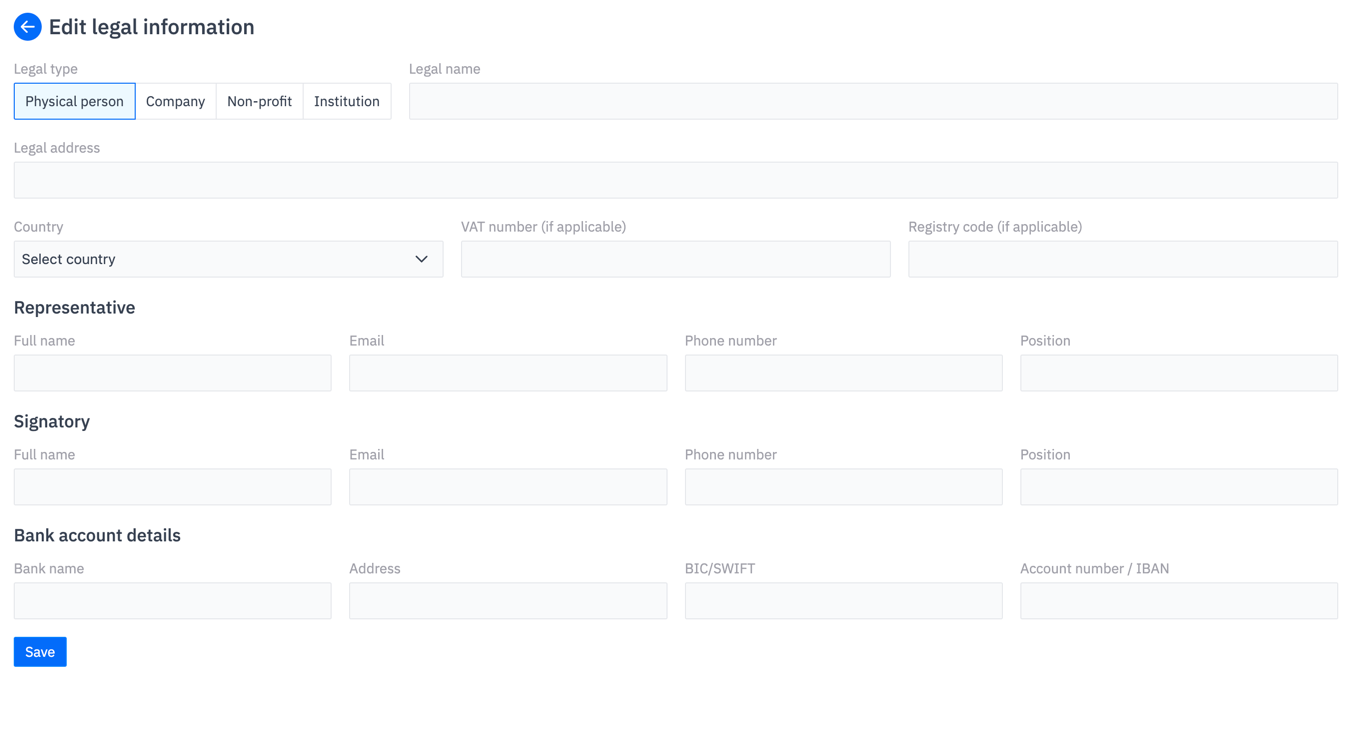 Edit legal information
Legal type
Legal name
Physical person
Company
Non-profit
Institution
Legal address
Country
VAT number (if applicable)
Registry code (if applicable)
Select country
Representative
Full name
Email
Phone number
Position
Signatory
Full name
Email
Phone number
Position
Bank account details
Bank name
Address
BIC/SWIFT
Account number / IBAN
Save